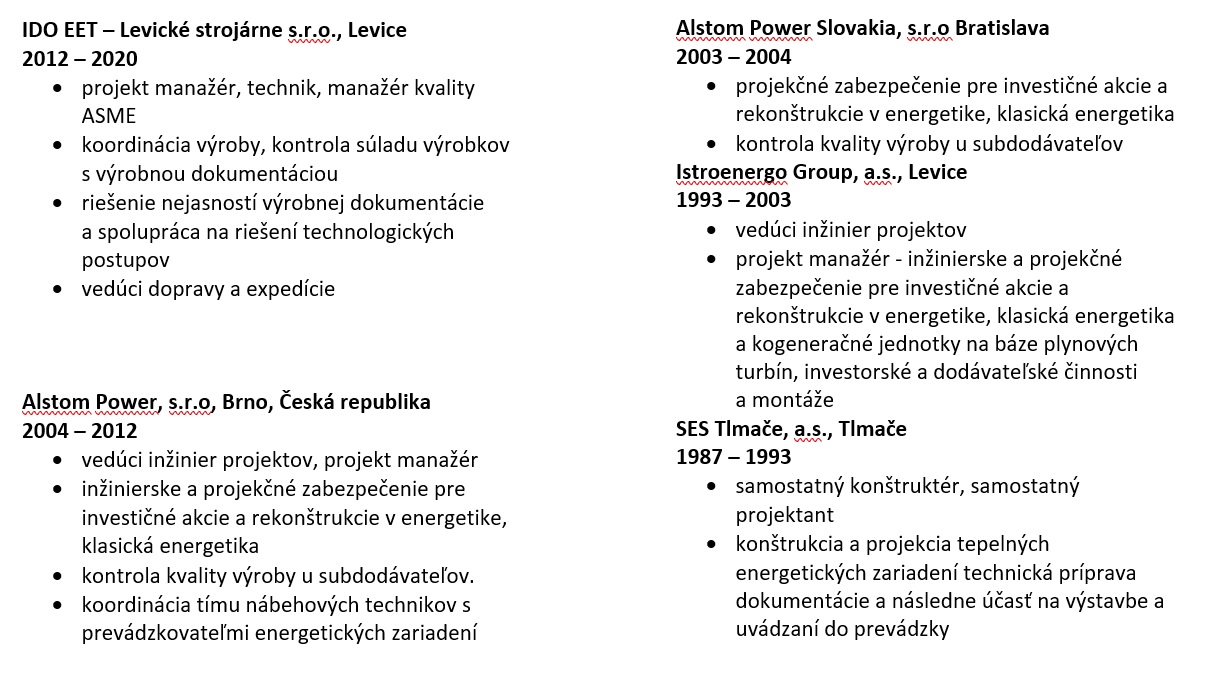 IDO EET – Levické strojárne s.r.o., Levice
2012 – 2020
• projekt manažér, technik, manažér kvality
ASME
• koordinácia výroby, kontrola súladu výrobkov
s výrobnou dokumentáciou
• riešenie nejasností výrobnej dokumentácie
a spolupráca na riešení technologických
postupov
• vedúci dopravy a expedície
Alstom Power, s.r.o, Brno, Česká republika
2004 – 2012
• vedúci inžinier projektov, projekt manažér
• inžinierske a projekčné zabezpečenie pre
investičné akcie a rekonštrukcie v energetike,
klasická energetika
• kontrola kvality výroby u subdodávateľov.
• koordinácia tímu nábehových technikov s
prevádzkovateľmi energetických zariadení
Alstom Power Slovakia, s.r.o Bratislava
2003 – 2004
• projekčné zabezpečenie pre investičné akcie a
rekonštrukcie v energetike, klasická energetika
• kontrola kvality výroby u subdodávateľov
Istroenergo Group, a.s., Levice
1993 – 2003
• vedúci inžinier projektov
• projekt manažér - inžinierske a projekčné
zabezpečenie pre investičné akcie a
rekonštrukcie v energetike, klasická energetika
a kogeneračné jednotky na báze plynových
turbín, investorské a dodávateľské činnosti
a montáže
SES Tlmače, a.s., Tlmače
1987 – 1993
• samostatný konštruktér, samostatný
projektant
• konštrukcia a projekcia tepelných
energetických zariadení technická príprava
dokumentácie a následne účasť na výstavbe a
uvádzaní do prevádzky